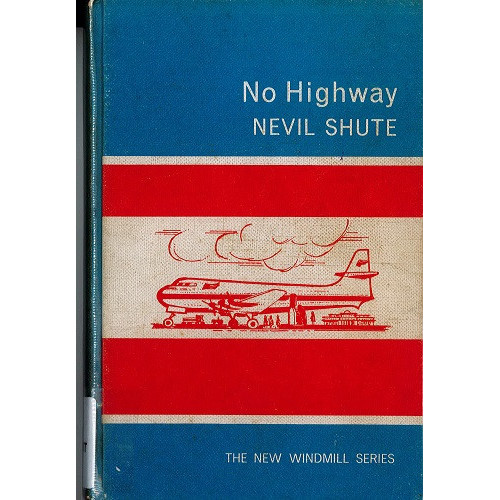 No Highway
NEVIL SHUTE
THE NEW WINDMILL SERIES